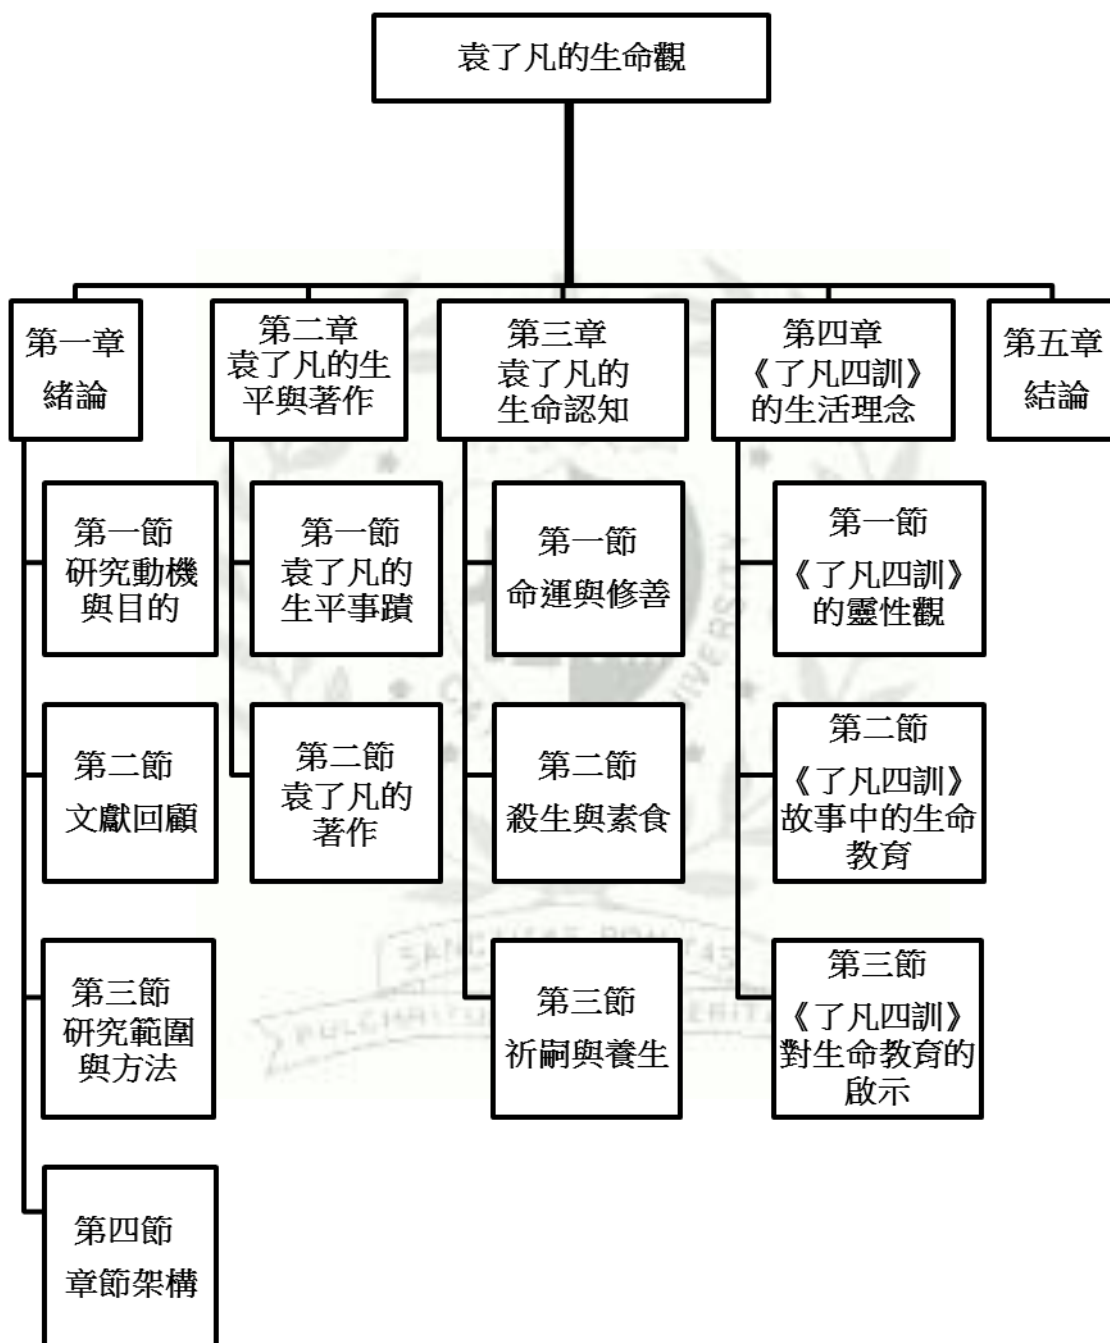 袁了凡的生命觀
第一章
緒論
第二章
袁了凡的生
平與著作
第三章
袁了凡的
生命認知
第四章
《了凡四訓》
的生活理念
第五章
結論
第一節
研究動機
與目的
第二節
文獻回顧
第三節
研究範圍
與方法
第四節
章節架構
第一節
袁了凡的
生平事蹟
第二節
袁了凡的
著作
第一節
命運與修善
第二節
殺生與素食
第三節
祈嗣與養生
第一節
《了凡四訓》
的靈性觀
第二節
《了凡四訓》
故事中的生命
教育
第三節
《了凡四訓》
對生命教育的
啟示